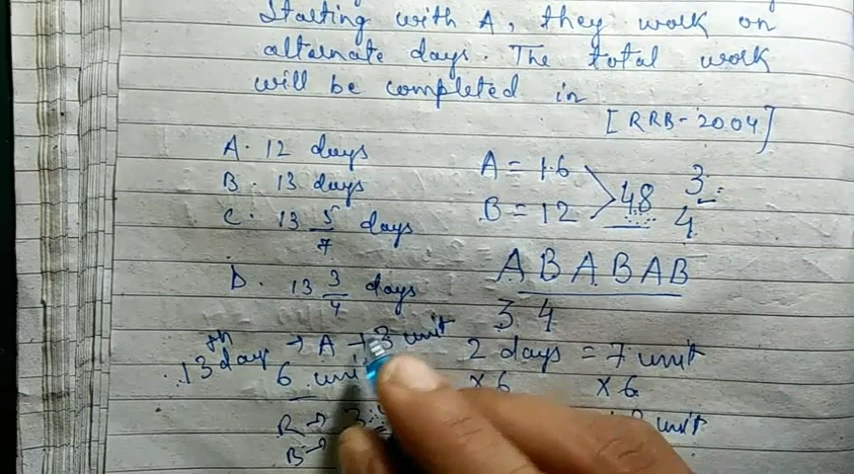 Starting with A, they work on
alternate days. The total work
will be completed in
[RRB-2004]
A. 12 days
B. 13 days
C. 13 5/7 days
D. 13 3/4 days
A = 16
B = 12
48
3
4
A B A B A B
3 4
2 days = 7 unit
×6 ×6
unit
13th day → A → 3 unit
6
R →
B →